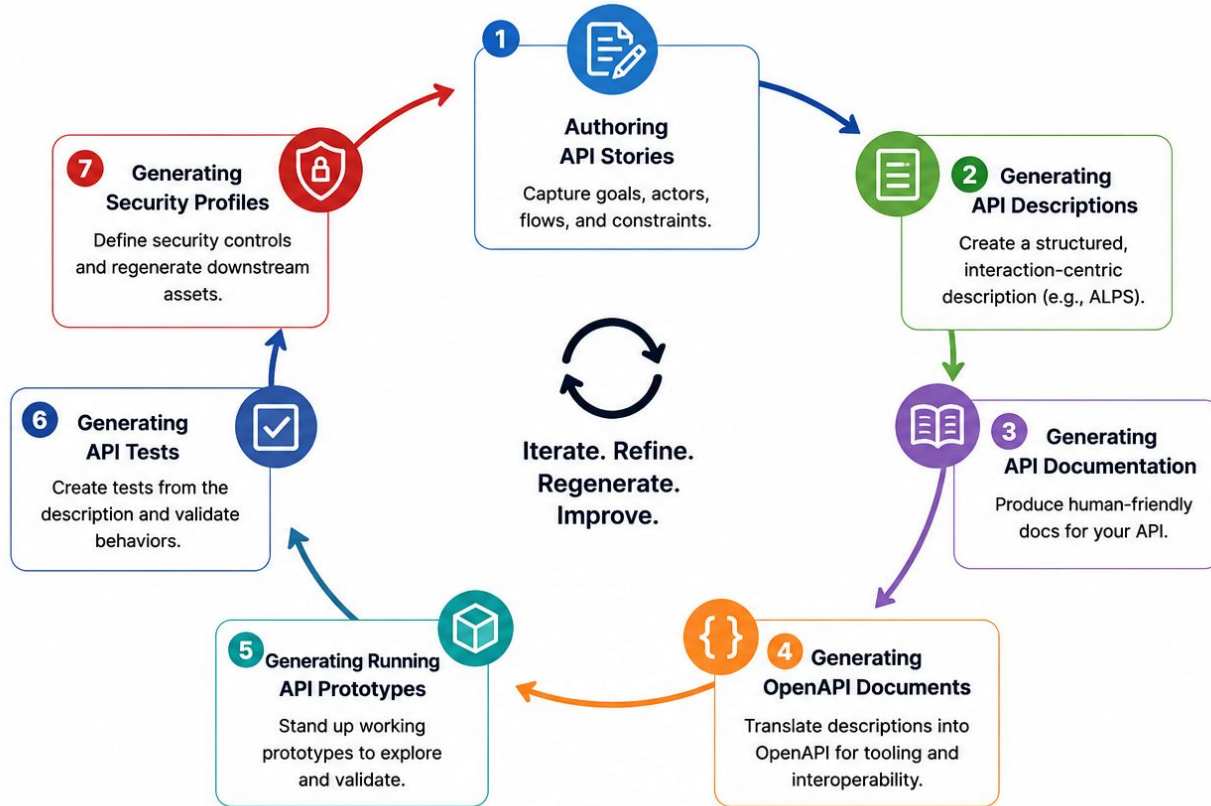 1
Authoring
API Stories
Capture goals, actors,
flows, and constraints.
2
Generating
API Descriptions
Create a structured,
interaction-centric
description (e.g., ALPS).
3
Generating
API Documentation
Produce human-friendly
docs for your API.
4
Generating
OpenAPI Documents
Translate descriptions into
OpenAPI for tooling and
interoperability.
5
Generating Running
API Prototypes
Stand up working
prototypes to explore
and validate.
6
Generating
API Tests
Create tests from the
description and validate
behaviors.
7
Generating
Security Profiles
Define security controls
and regenerate downstream
assets.
Iterate. Refine.
Regenerate.
Improve.
{ }